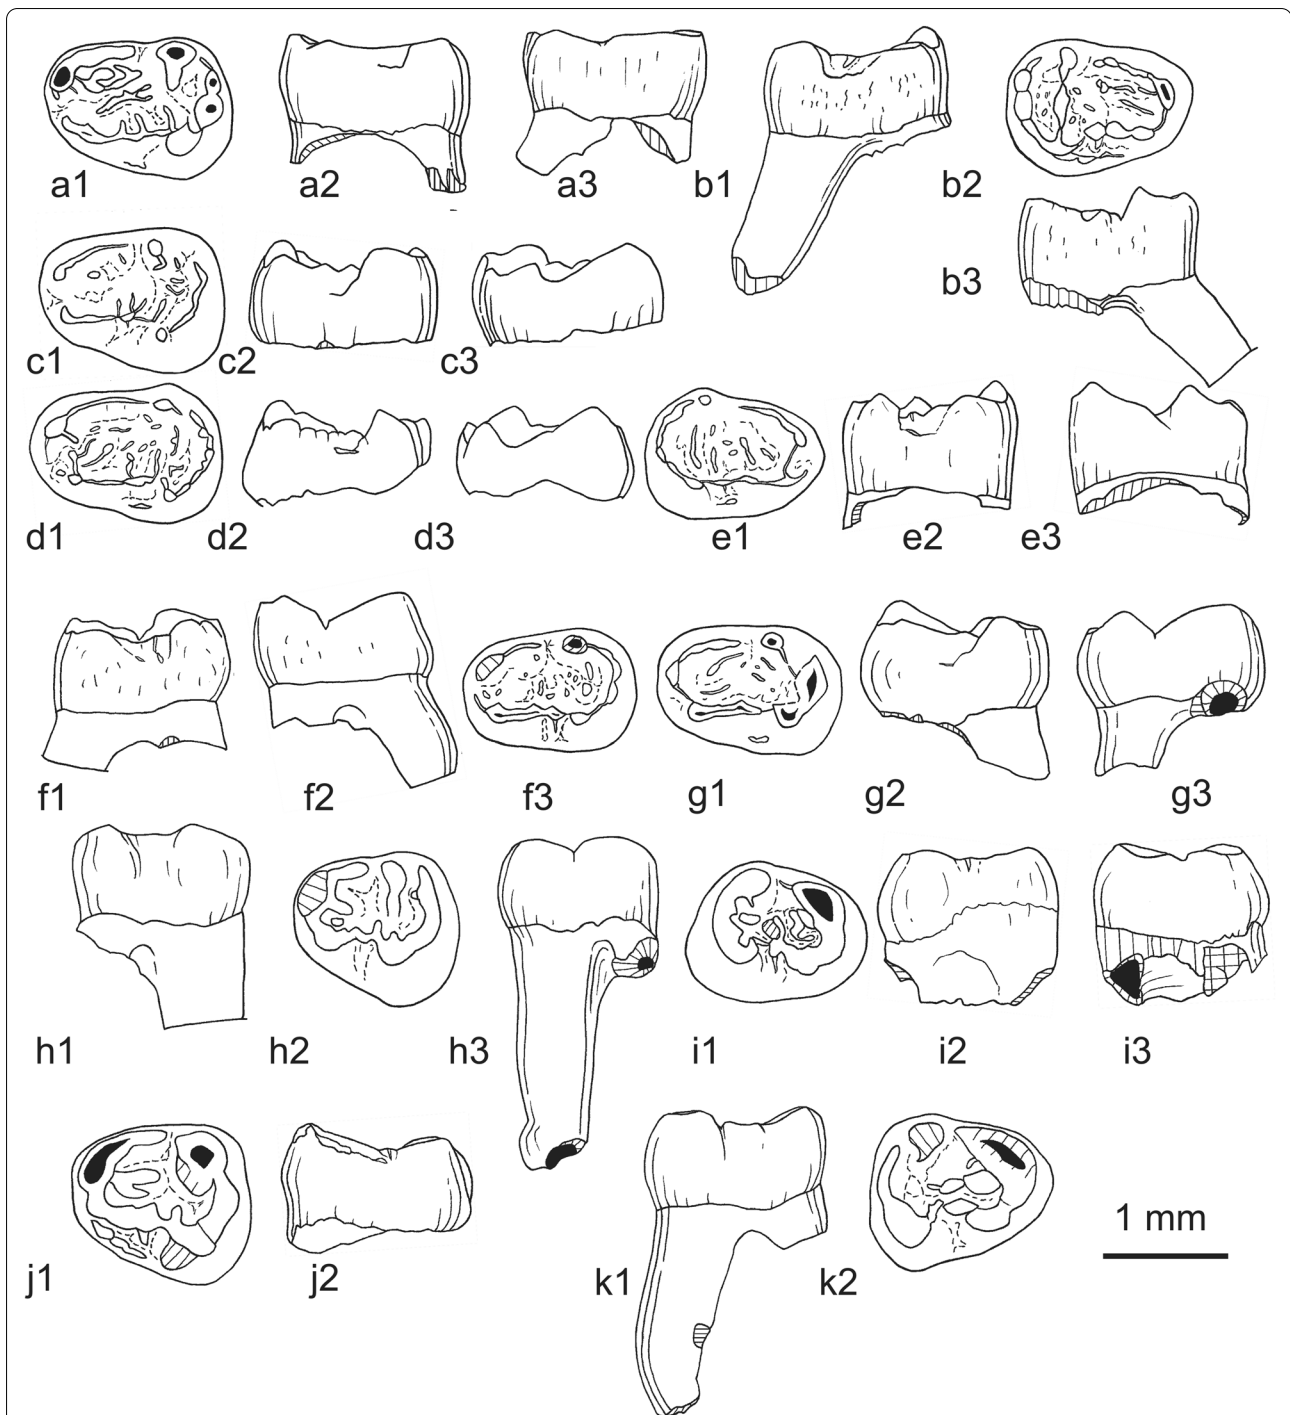 a1 a2 a3 b1 b2
b3
c1 c2 c3
d1 d2 d3 e1 e2 e3
f1 f2 f3 g1 g2 g3
h1 h2 h3 i1 i2 i3
1 mm
j1 j2 k1 k2